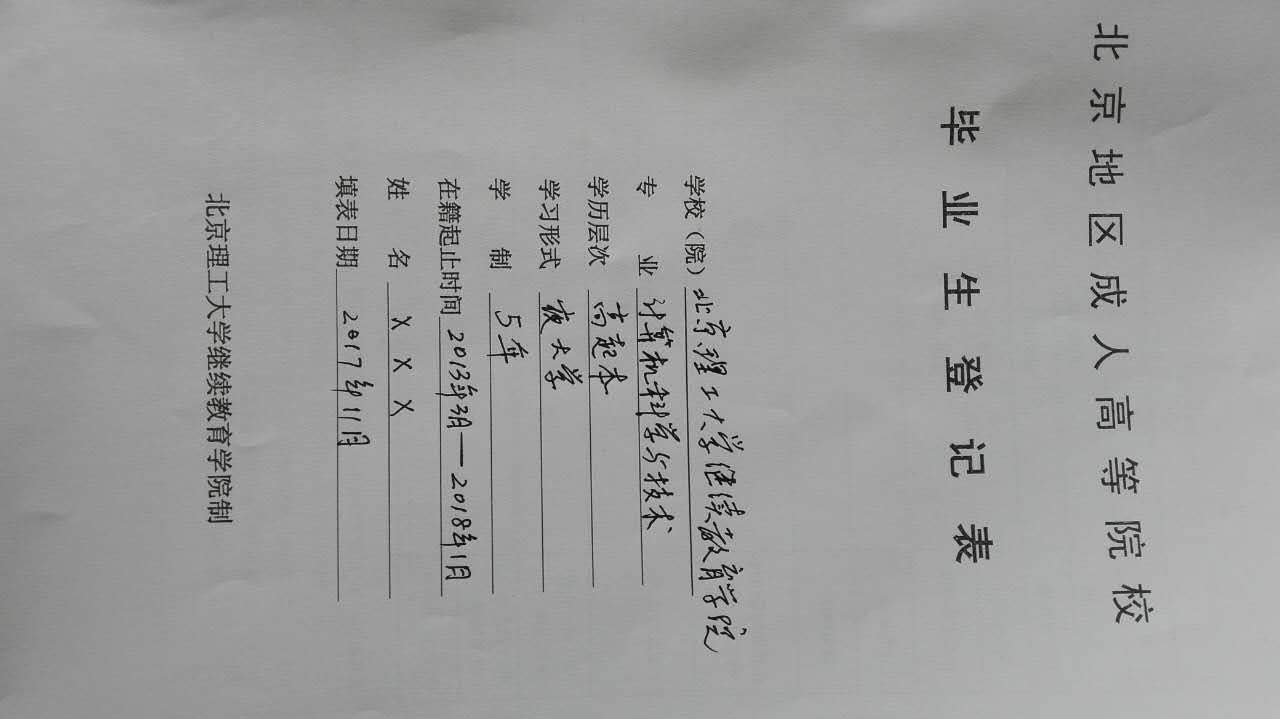 北京地区成人高等院校
毕业生登记表
学校（院）北京理工大学继续教育学院
专 业 计算机科学与技术
学历层次 高起本
学习形式 夜大学
学 制 5年
在籍起止时间 2013年3月—2018年1月
姓 名 X X X
填表日期 2017年11月
北京理工大学继续教育学院制